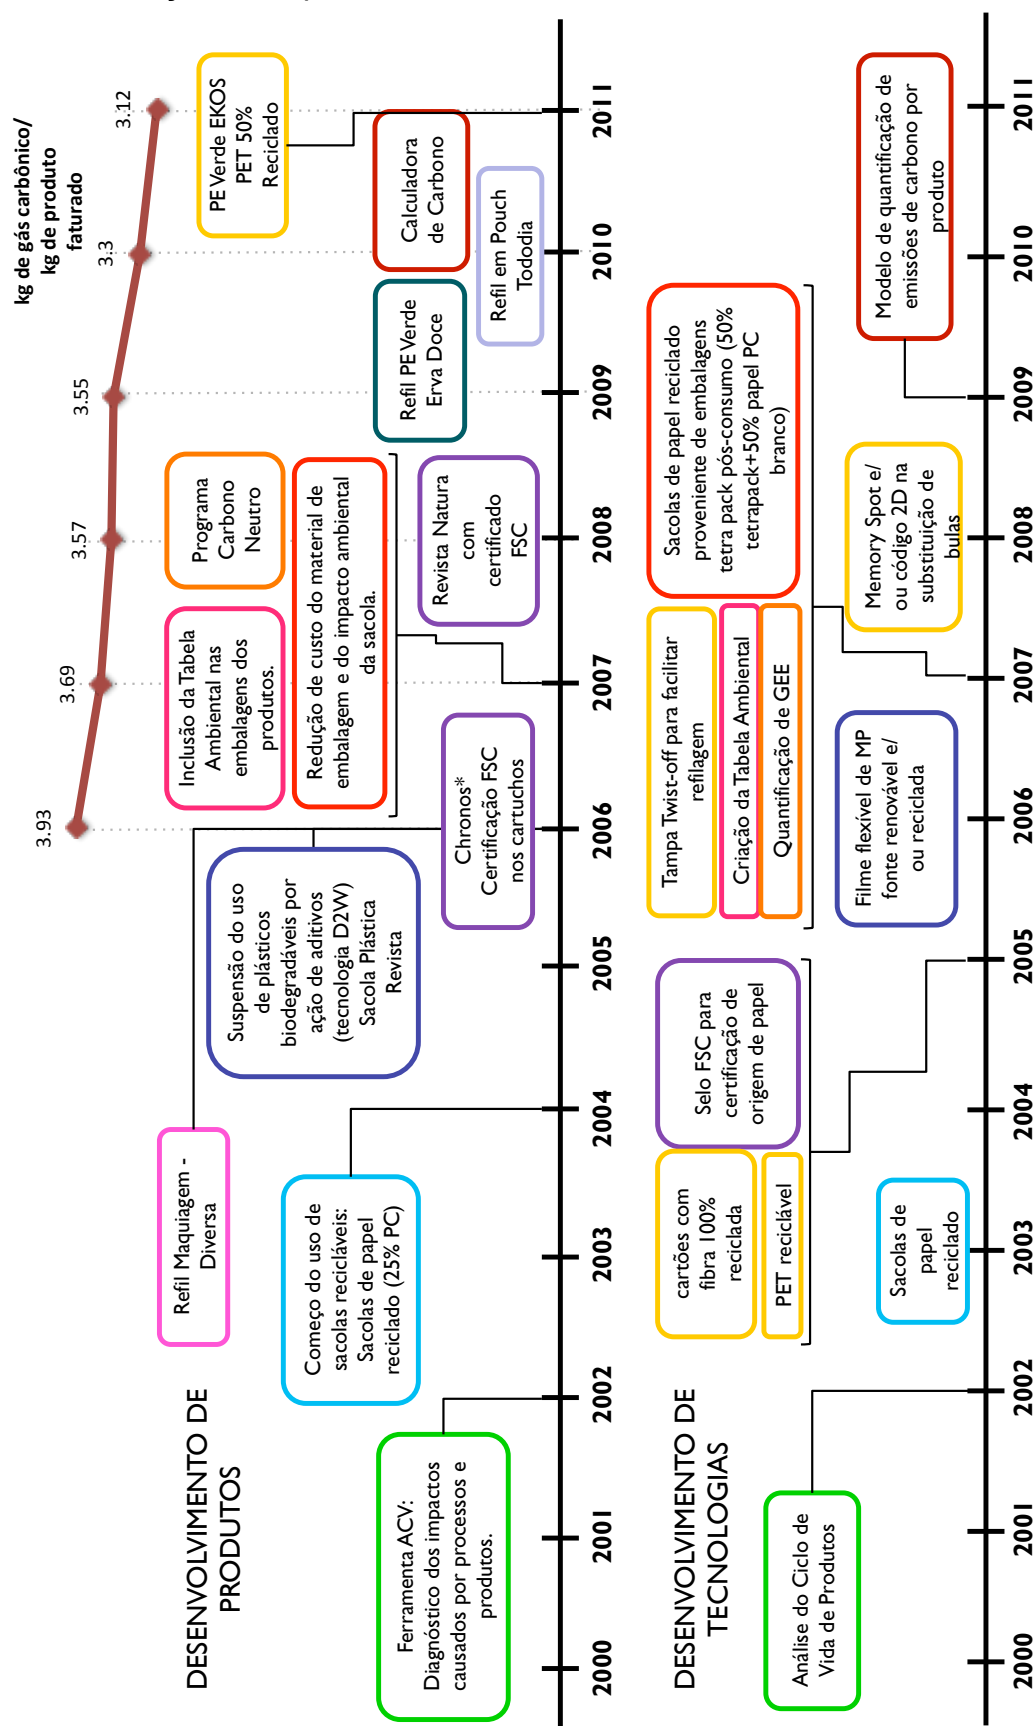 kg de gás carbônico/
kg de produto
faturado
3.93
3.69
3.57
3.55
3.3
3.12
DESENVOLVIMENTO DE
PRODUTOS
Refil Maquiagem -
Diversa
Ferramenta ACV:
Diagnóstico dos impactos
causados por processos e
produtos.
Começo do uso de
sacolas recicláveis:
Sacolas de papel
reciclado (25% PC)
Suspensão do uso
de plásticos
biodegradáveis por
ação de aditivos
(tecnologia D2W)
Sacola Plástica
Revista
Chronos*
Certificação FSC
nos cartuchos
Inclusão da Tabela
Ambiental nas
embalagens dos
produtos.
Programa
Carbono
Neutro
Redução de custo do material de
embalagem e do impacto ambiental
da sacola.
Revista Natura
com
certificado
FSC
Refil PE Verde
Erva Doce
PE Verde EKOS
PET 50%
Reciclado
Calculadora
de Carbono
Refil em Pouch
Tododia
2000
2001
2002
2003
2004
2005
2006
2007
2008
2009
2010
2011
DESENVOLVIMENTO DE
TECNOLOGIAS
Análise do Ciclo de
Vida de Produtos
cartões com
fibra 100%
reciclada
PET reciclável
Sacolas de
papel
reciclado
Selo FSC para
certificação de
origem de papel
Tampa Twist-off para facilitar
refilagem
Criação da Tabela Ambiental
Quantificação de GEE
Filme flexível de MP
fonte renovável e/
ou reciclada
Sacolas de papel reciclado
proveniente de embalagens
tetra pack pós-consumo (50%
tetrapack+50% papel PC
branco)
Memory Spot e/
ou código 2D na
substituição de
bulas
Modelo de quantificação de
emissões de carbono por
produto
2000
2001
2002
2003
2004
2005
2006
2007
2008
2009
2010
2011